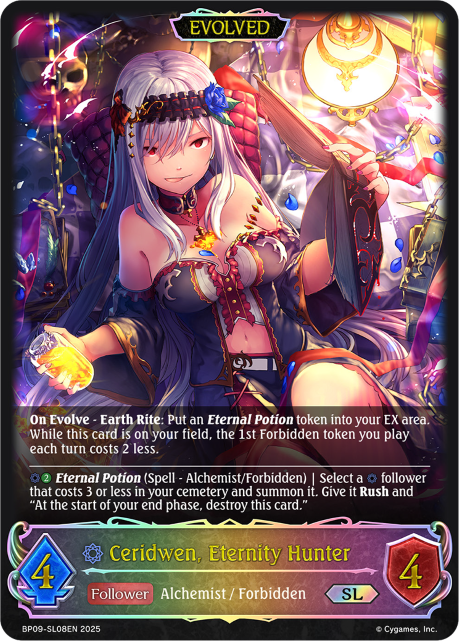 EVOLVED
On Evolve - Earth Rite: Put an Eternal Potion token into your EX area.
While this card is on your field, the 1st Forbidden token you play
each turn costs 2 less.
2 Eternal Potion (Spell - Alchemist/Forbidden) | Select a follower
that costs 3 or less in your cemetery and summon it. Give it Rush and
“At the start of your end phase, destroy this card.”
Ceridwen, Eternity Hunter
4 Follower Alchemist / Forbidden SL 4
BP09-SL08EN 2025 © Cygames, Inc.